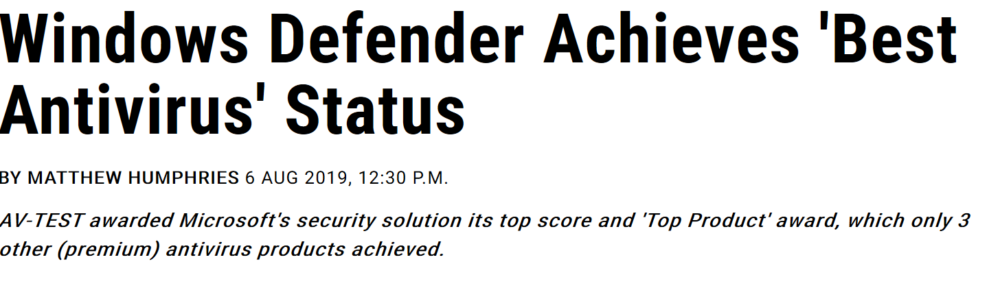 Windows Defender Achieves 'Best
Antivirus' Status
BY MATTHEW HUMPHRIES 6 AUG 2019, 12:30 P.M.
AV-TEST awarded Microsoft's security solution its top score and 'Top Product' award, which only 3
other (premium) antivirus products achieved.